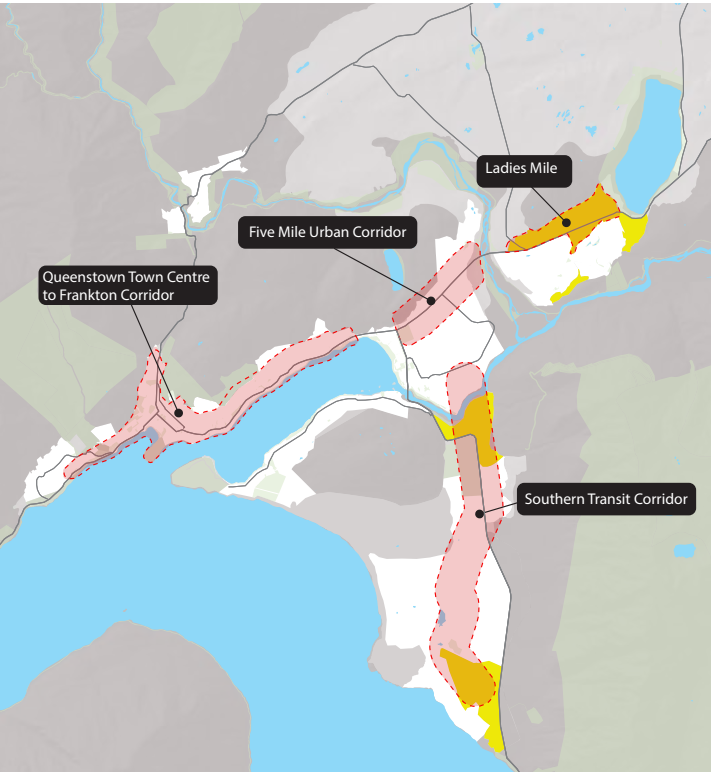 Ladies Mile
Five Mile Urban Corridor
Queenstown Town Centre
to Frankton Corridor
Southern Transit Corridor